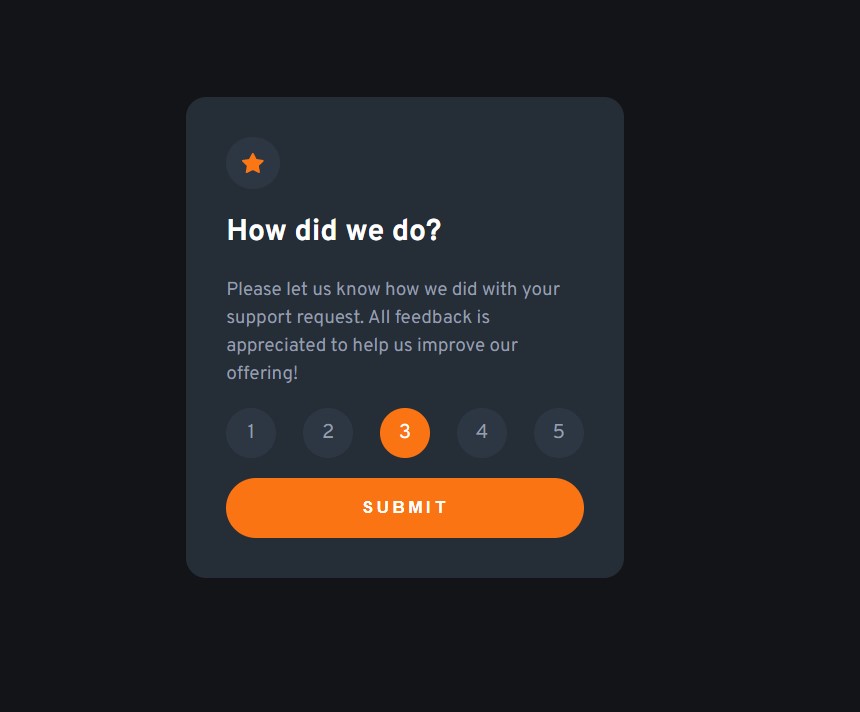 How did we do?
Please let us know how we did with your
support request. All feedback is
appreciated to help us improve our
offering!
1 2 3 4 5
SUBMIT